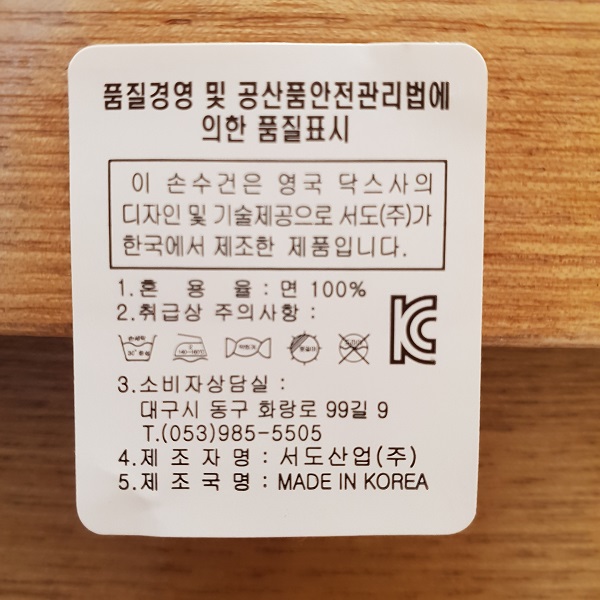 품질경영 및 공산품안전관리법에
의한 품질표시
이 손수건은 영국 닥스사의
디자인 및 기술제공으로 서도(주)가
한국에서 제조한 제품입니다.
1.혼 용 율 : 면 100%
2.취급상 주의사항 :
3.소비자상담실 :
대구시 동구 화랑로 99길 9
T.(053)985-5505
4.제 조 자 명 : 서도산업(주)
5.제 조 국 명 : MADE IN KOREA